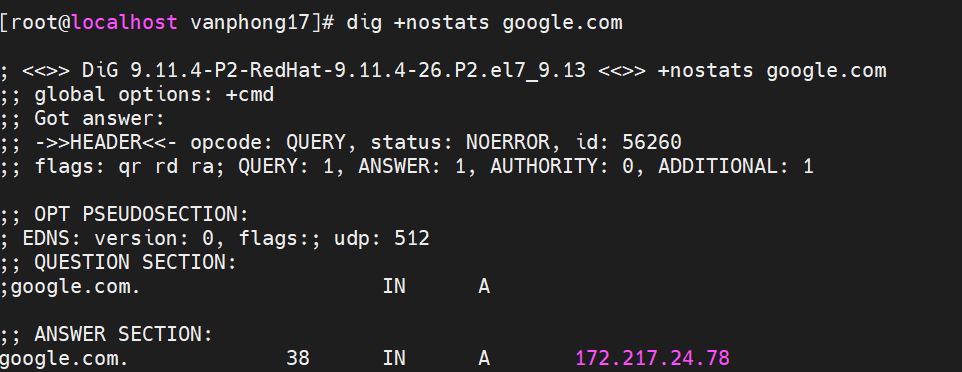 [root@localhost vanphong17]# dig +nostats google.com
; <<>> DiG 9.11.4-P2-RedHat-9.11.4-26.P2.el7_9.13 <<>> +nostats google.com
;; global options: +cmd
;; Got answer:
;; ->>HEADER<<- opcode: QUERY, status: NOERROR, id: 56260
;; flags: qr rd ra; QUERY: 1, ANSWER: 1, AUTHORITY: 0, ADDITIONAL: 1
;; OPT PSEUDOSECTION:
; EDNS: version: 0, flags:; udp: 512
;; QUESTION SECTION:
;google.com. IN A
;; ANSWER SECTION:
google.com. 38 IN A 172.217.24.78